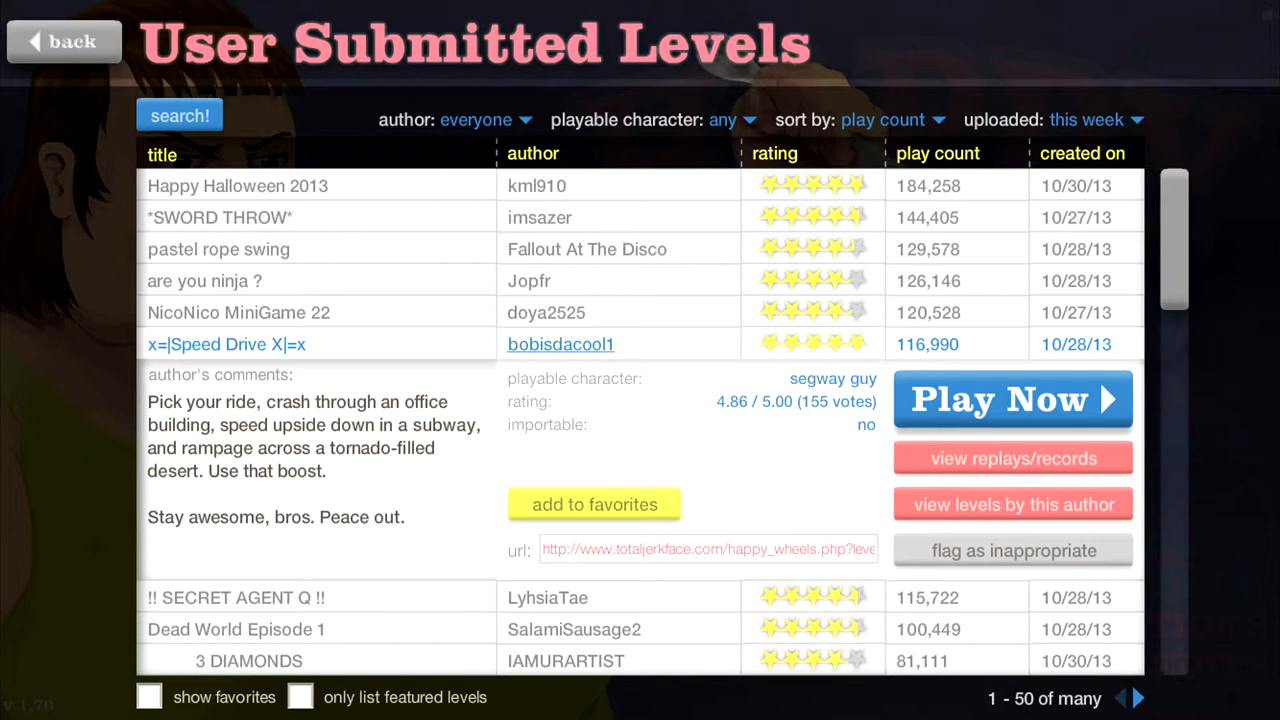 back
User Submitted Levels
search!
author: everyone playable character: any sort by: play count uploaded: this week
title author rating play count created on
Happy Halloween 2013 kml910 184,258 10/30/13
*SWORD THROW* imsazer 144,405 10/27/13
pastel rope swing Fallout At The Disco 129,578 10/28/13
are you ninja ? Jopfr 126,146 10/28/13
NicoNico MiniGame 22 doya2525 120,528 10/27/13
x=|Speed Drive X|=x bobisdacool1 116,990 10/28/13
author's comments:
Pick your ride, crash through an office
building, speed upside down in a subway,
and rampage across a tornado-filled
desert. Use that boost.
Stay awesome, bros. Peace out.
playable character: segway guy
rating: 4.86 / 5.00 (155 votes)
importable: no
add to favorites
url: http://www.totaljerkface.com/happy_wheels.php?leve
Play Now
view replays/records
view levels by this author
flag as inappropriate
!! SECRET AGENT Q !! LyhsiaTae 115,722 10/28/13
Dead World Episode 1 SalamiSausage2 100,449 10/28/13
3 DIAMONDS IAMURARTIST 81,111 10/30/13
show favorites only list featured levels 1 - 50 of many
v 1.70